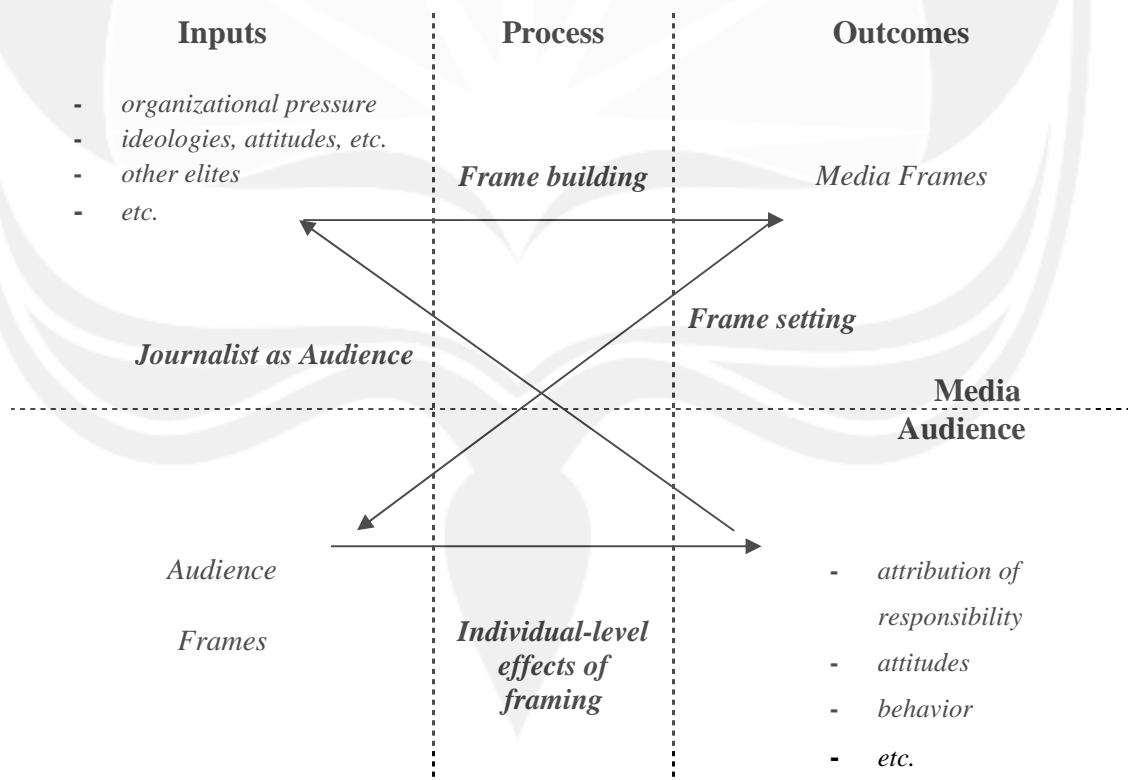 Inputs
Process
Outcomes
- organizational pressure
- ideologies, attitudes, etc.
- other elites
- etc.
Frame building
Media Frames
Frame setting
Journalist as Audience
Media
Audience
Audience
Frames
Individual-level
effects of
framing
- attribution of
responsibility
- attitudes
- behavior
- etc.